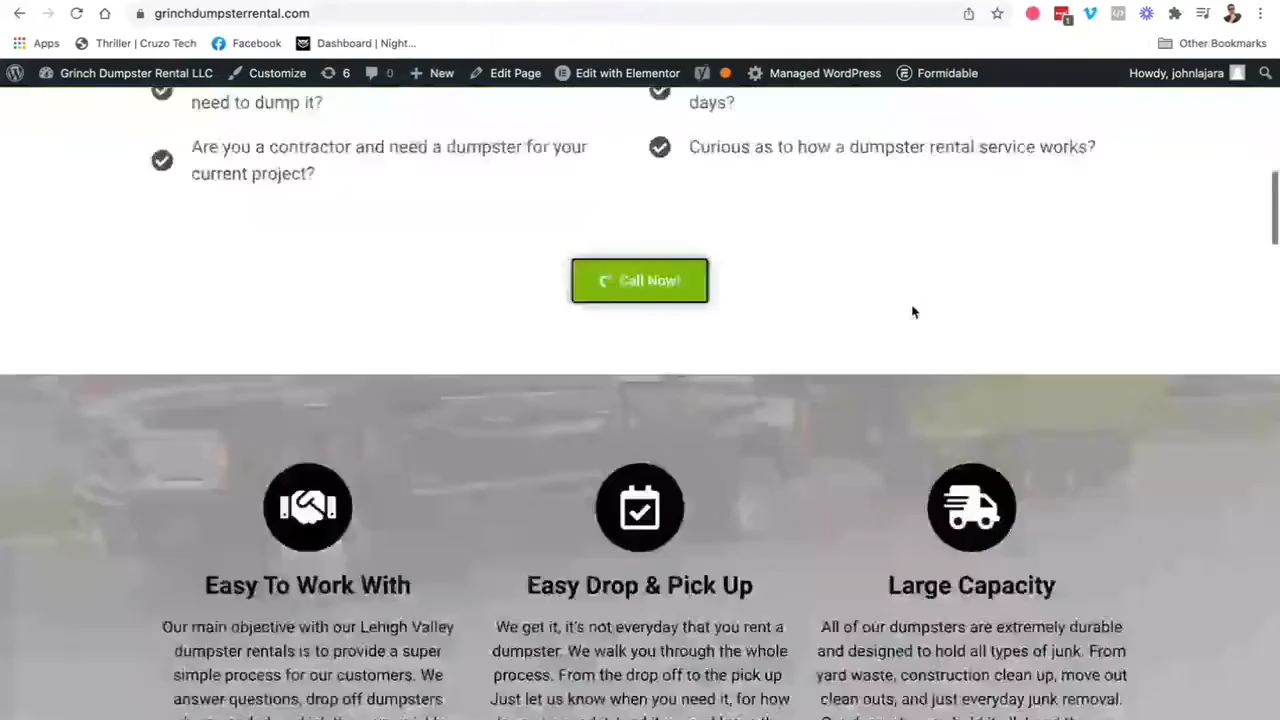 grinchdumpsterrental.com
Apps Thriller | Cruzo Tech Facebook Dashboard | Night... Other Bookmarks
Grinch Dumpster Rental LLC Customize 6 0 New Edit Page Edit with Elementor Managed WordPress Formidable Howdy, johnlajara
need to dump it?
days?
Are you a contractor and need a dumpster for your
current project?
Curious as to how a dumpster rental service works?
Call Now!
Easy To Work With
Our main objective with our Lehigh Valley
dumpster rentals is to provide a super
simple process for our customers. We
answer questions, drop off dumpsters
Easy Drop & Pick Up
We get it, it's not everyday that you rent a
dumpster. We walk you through the whole
process. From the drop off to the pick up
Just let us know when you need it, for how
Large Capacity
All of our dumpsters are extremely durable
and designed to hold all types of junk. From
yard waste, construction clean up, move out
clean outs, and just everyday junk removal.